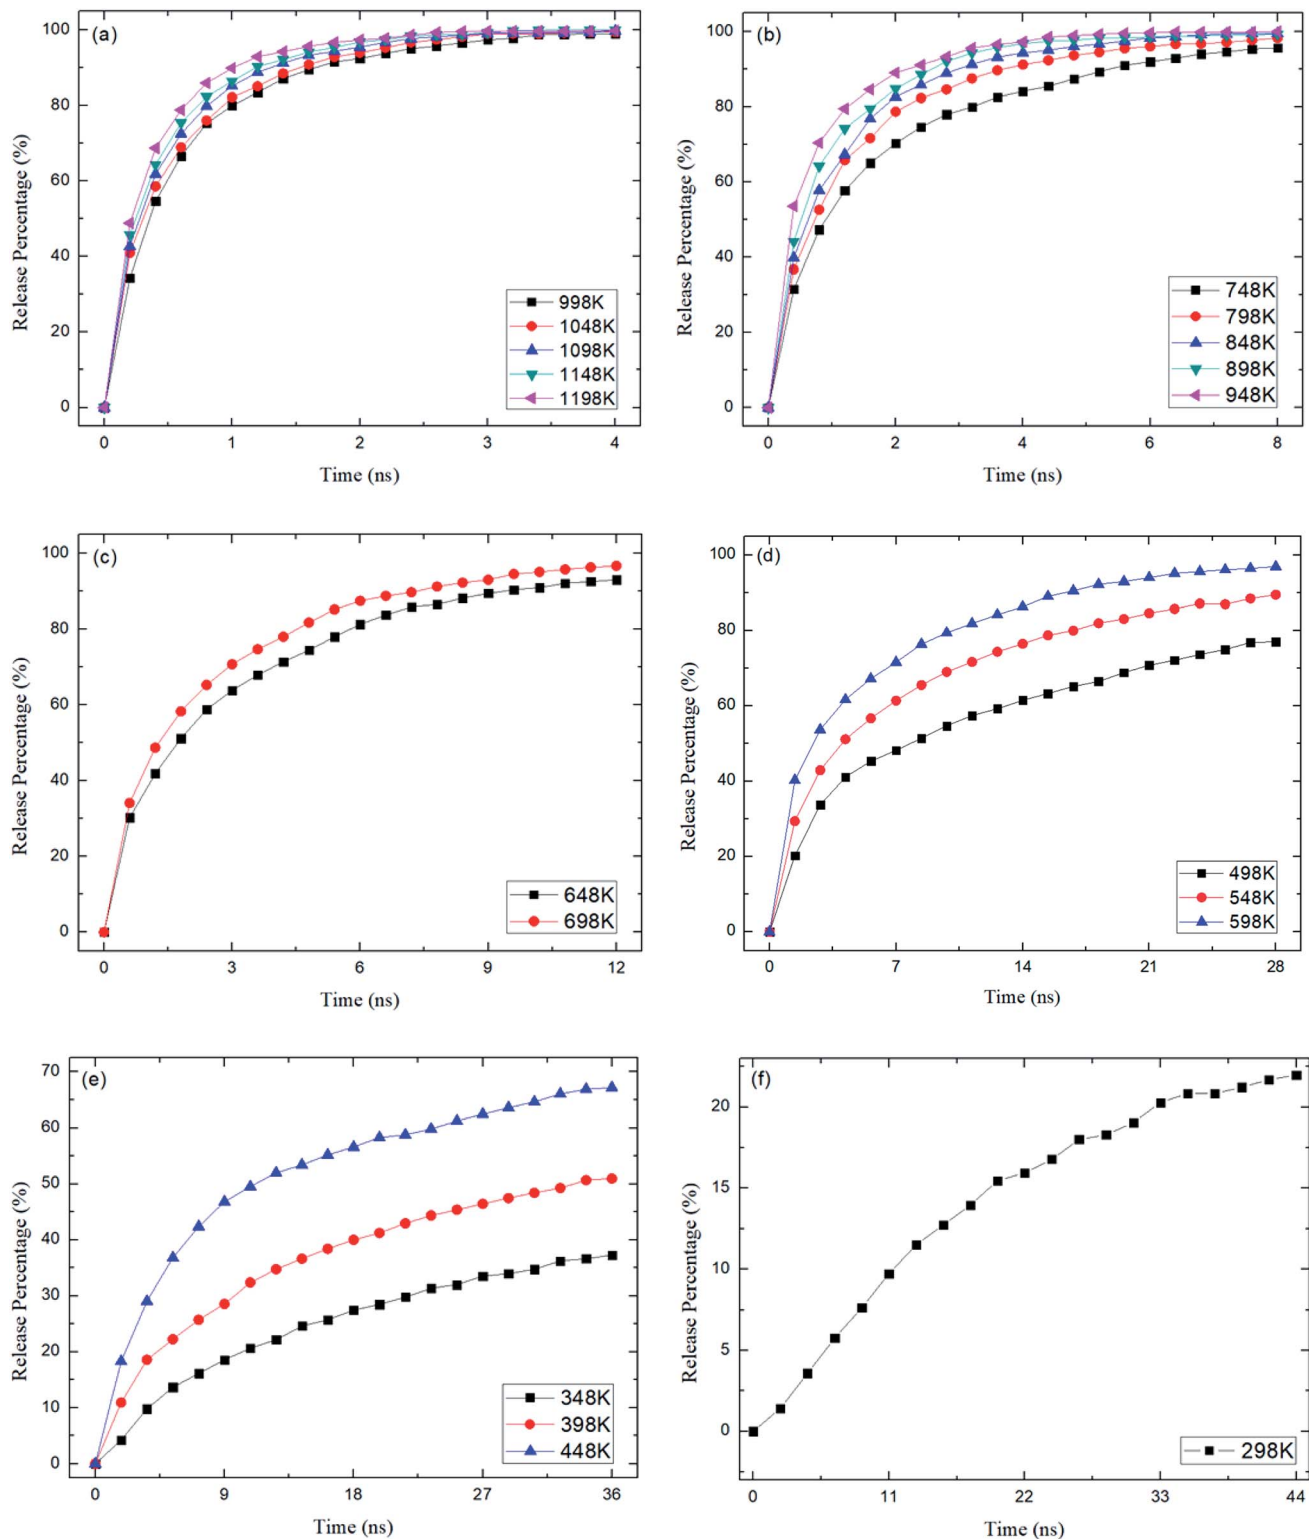 (a)
100
80
60
40
20
0
Release Percentage (%)
998K
1048K
1098K
1148K
1198K
0 1 2 3 4
Time (ns)
(b)
100
80
60
40
20
0
Release Percentage (%)
748K
798K
848K
898K
948K
0 2 4 6 8
Time (ns)
(c)
100
80
60
40
20
0
Release Percentage (%)
648K
698K
0 3 6 9 12
Time (ns)
(d)
100
80
60
40
20
0
Release Percentage (%)
498K
548K
598K
0 7 14 21 28
Time (ns)
(e)
70
60
50
40
30
20
10
0
Release Percentage (%)
348K
398K
448K
0 9 18 27 36
Time (ns)
(f)
20
15
10
5
0
Release Percentage (%)
298K
0 11 22 33 44
Time (ns)